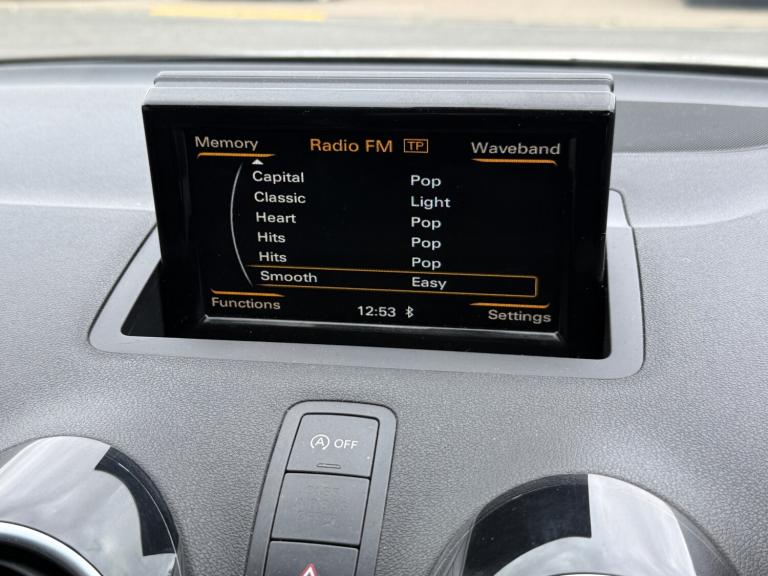 Memory Radio FM TP Waveband
Capital Pop
Classic Light
Heart Pop
Hits Pop
Hits Pop
Smooth Easy
Functions 12:53 Settings
A OFF